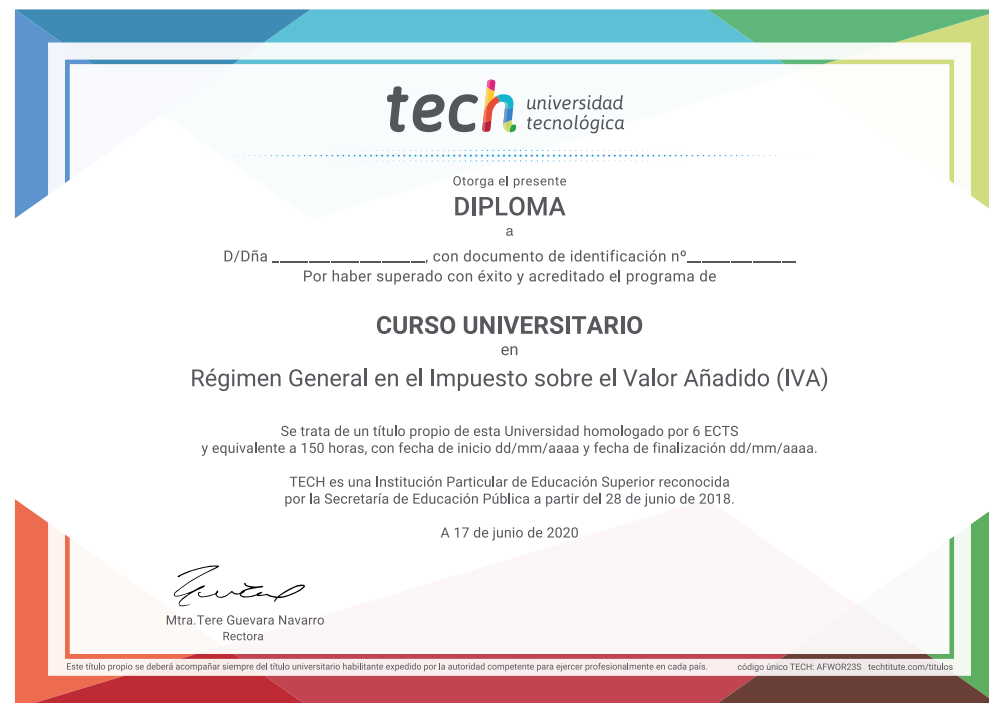 tech universidad
tecnológica
Otorga el presente
DIPLOMA
a
D/Dña ____________________, con documento de identificación nº______________
Por haber superado con éxito y acreditado el programa de
CURSO UNIVERSITARIO
en
Régimen General en el Impuesto sobre el Valor Añadido (IVA)
Se trata de un título propio de esta Universidad homologado por 6 ECTS
y equivalente a 150 horas, con fecha de inicio dd/mm/aaaa y fecha de finalización dd/mm/aaaa.
TECH es una Institución Particular de Educación Superior reconocida
por la Secretaría de Educación Pública a partir del 28 de junio de 2018.
A 17 de junio de 2020
Mtra.Tere Guevara Navarro
Rectora
Este título propio se deberá acompañar siempre del título universitario habilitante expedido por la autoridad competente para ejercer profesionalmente en cada país. código único TECH: AFWOR23S techtitute.com/titulos